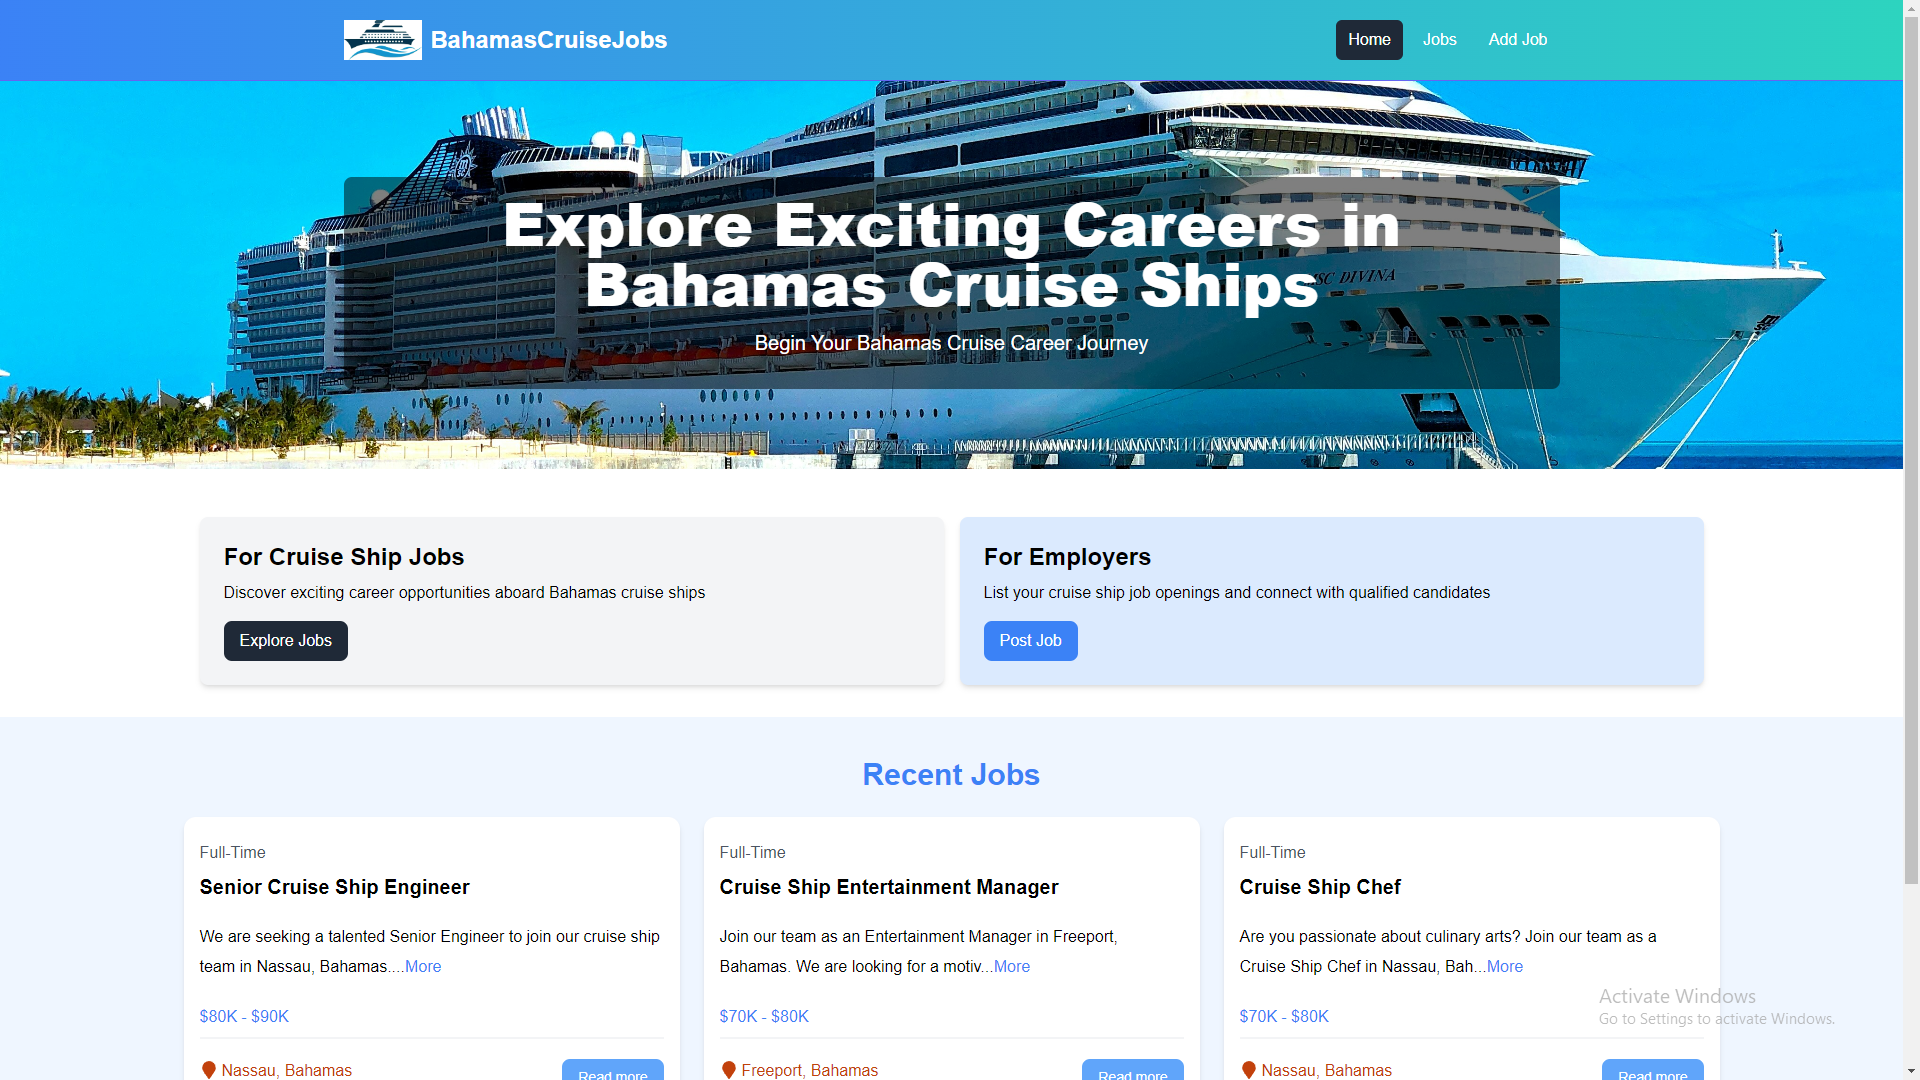 BahamasCruiseJobs
Home
Jobs
Add Job
MSC DIVINA
Explore Exciting Careers in
Bahamas Cruise Ships
Begin Your Bahamas Cruise Career Journey
For Cruise Ship Jobs
Discover exciting career opportunities aboard Bahamas cruise ships
Explore Jobs
For Employers
List your cruise ship job openings and connect with qualified candidates
Post Job
Recent Jobs
Full-Time
Senior Cruise Ship Engineer
We are seeking a talented Senior Engineer to join our cruise ship
team in Nassau, Bahamas....More
$80K - $90K
Nassau, Bahamas
Read more
Full-Time
Cruise Ship Entertainment Manager
Join our team as an Entertainment Manager in Freeport,
Bahamas. We are looking for a motiv...More
$70K - $80K
Freeport, Bahamas
Read more
Full-Time
Cruise Ship Chef
Are you passionate about culinary arts? Join our team as a
Cruise Ship Chef in Nassau, Bah...More
$70K - $80K
Nassau, Bahamas
Read more
Activate Windows
Go to Settings to activate Windows.